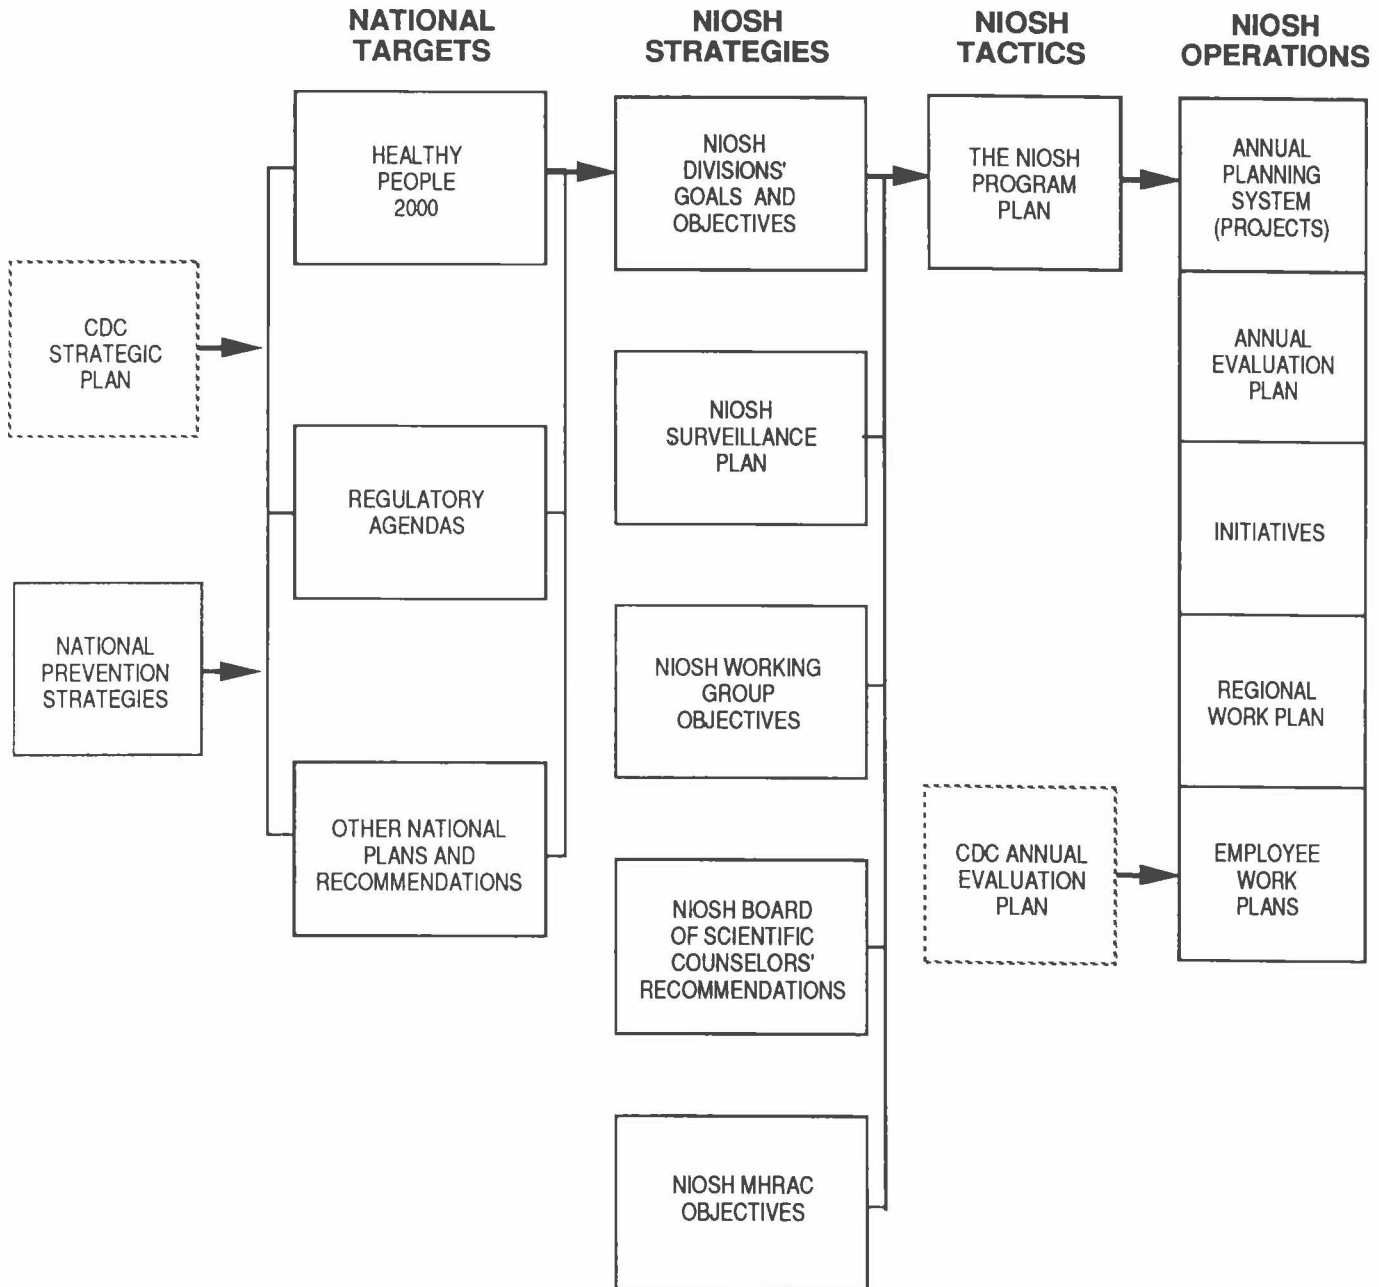 NATIONAL
TARGETS
NIOSH
STRATEGIES
NIOSH
TACTICS
NIOSH
OPERATIONS
CDC
STRATEGIC
PLAN
NATIONAL
PREVENTION
STRATEGIES
HEALTHY
PEOPLE
2000
REGULATORY
AGENDAS
OTHER NATIONAL
PLANS AND
RECOMMENDATIONS
NIOSH
DIVISIONS'
GOALS AND
OBJECTIVES
NIOSH
SURVEILLANCE
PLAN
NIOSH WORKING
GROUP
OBJECTIVES
NIOSH BOARD
OF SCIENTIFIC
COUNSELORS'
RECOMMENDATIONS
NIOSH MHRAC
OBJECTIVES
THE NIOSH
PROGRAM
PLAN
CDC ANNUAL
EVALUATION
PLAN
ANNUAL
PLANNING
SYSTEM
(PROJECTS)
ANNUAL
EVALUATION
PLAN
INITIATIVES
REGIONAL
WORK PLAN
EMPLOYEE
WORK
PLANS